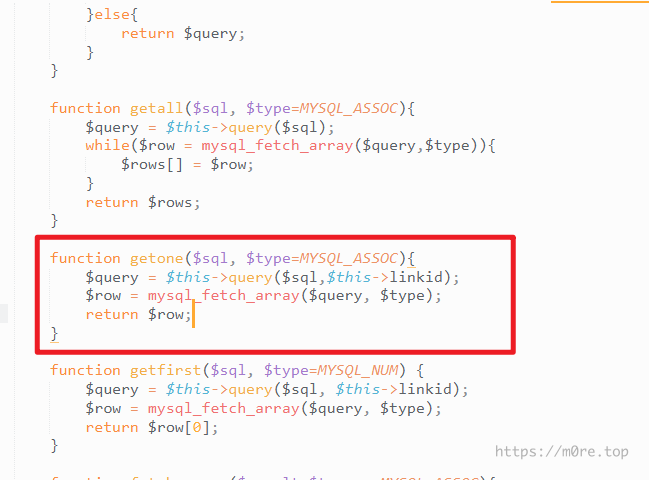 }else{
return $query;
}
}
function getall($sql, $type=MYSQL_ASSOC){
$query = $this->query($sql);
while($row = mysql_fetch_array($query,$type)){
$rows[] = $row;
}
return $rows;
}
function getone($sql, $type=MYSQL_ASSOC){
$query = $this->query($sql,$this->linkid);
$row = mysql_fetch_array($query, $type);
return $row;
}
function getfirst($sql, $type=MYSQL_NUM) {
$query = $this->query($sql, $this->linkid);
$row = mysql_fetch_array($query, $type);
return $row[0];
}
https://m0re.top